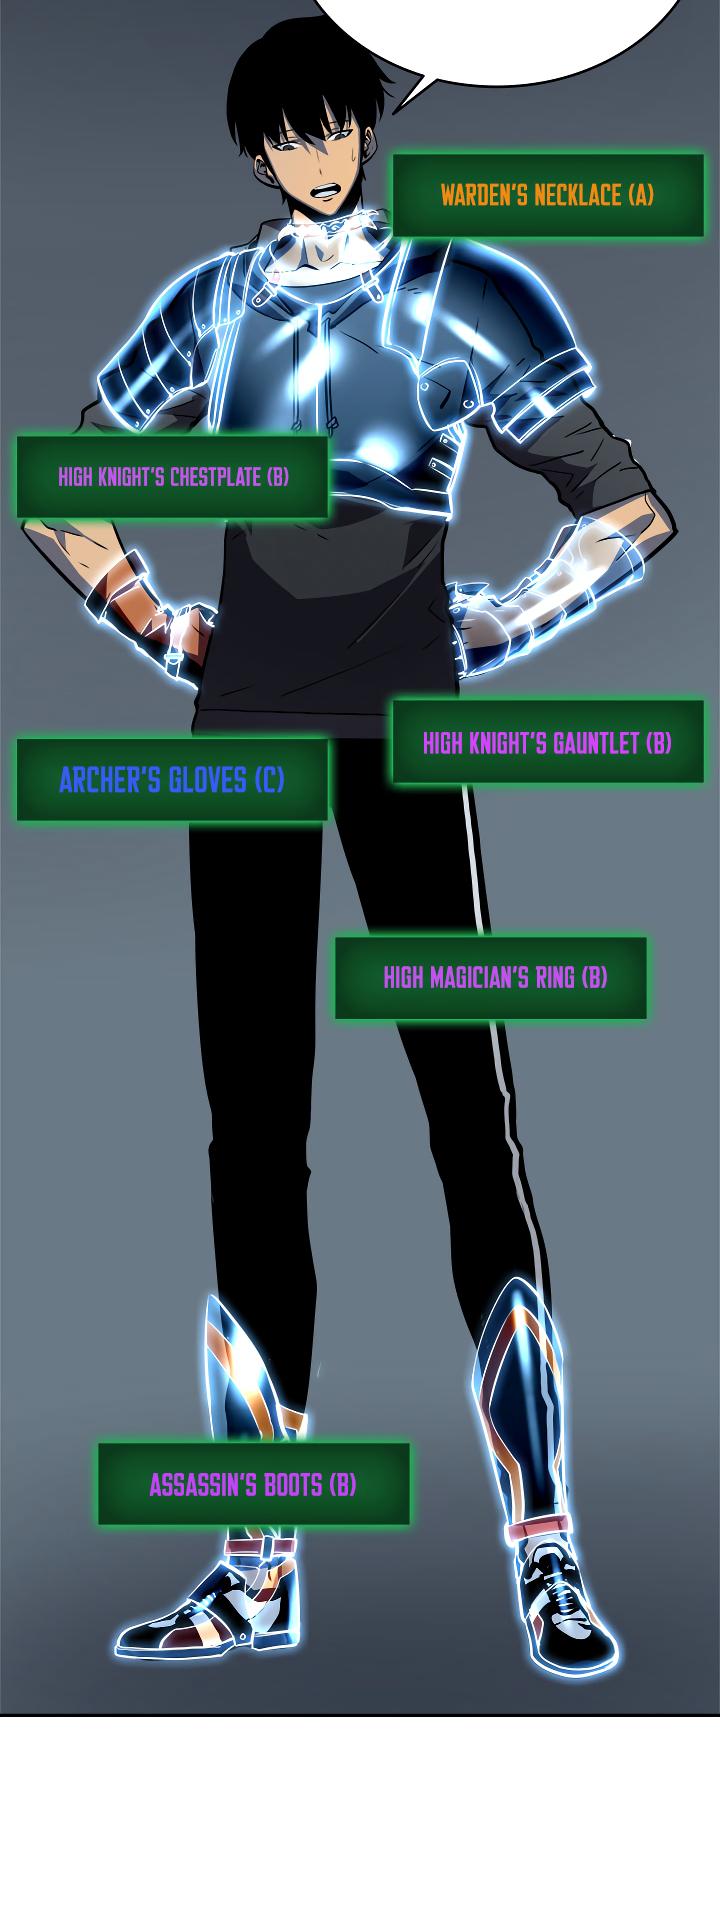 WARDEN'S NECKLACE (A)
HIGH KNIGHT'S CHESTPLATE (B)
HIGH KNIGHT'S GAUNTLET (B)
ARCHER'S GLOVES (C)
HIGH MAGICIAN'S RING (B)
ASSASSIN'S BOOTS (B)